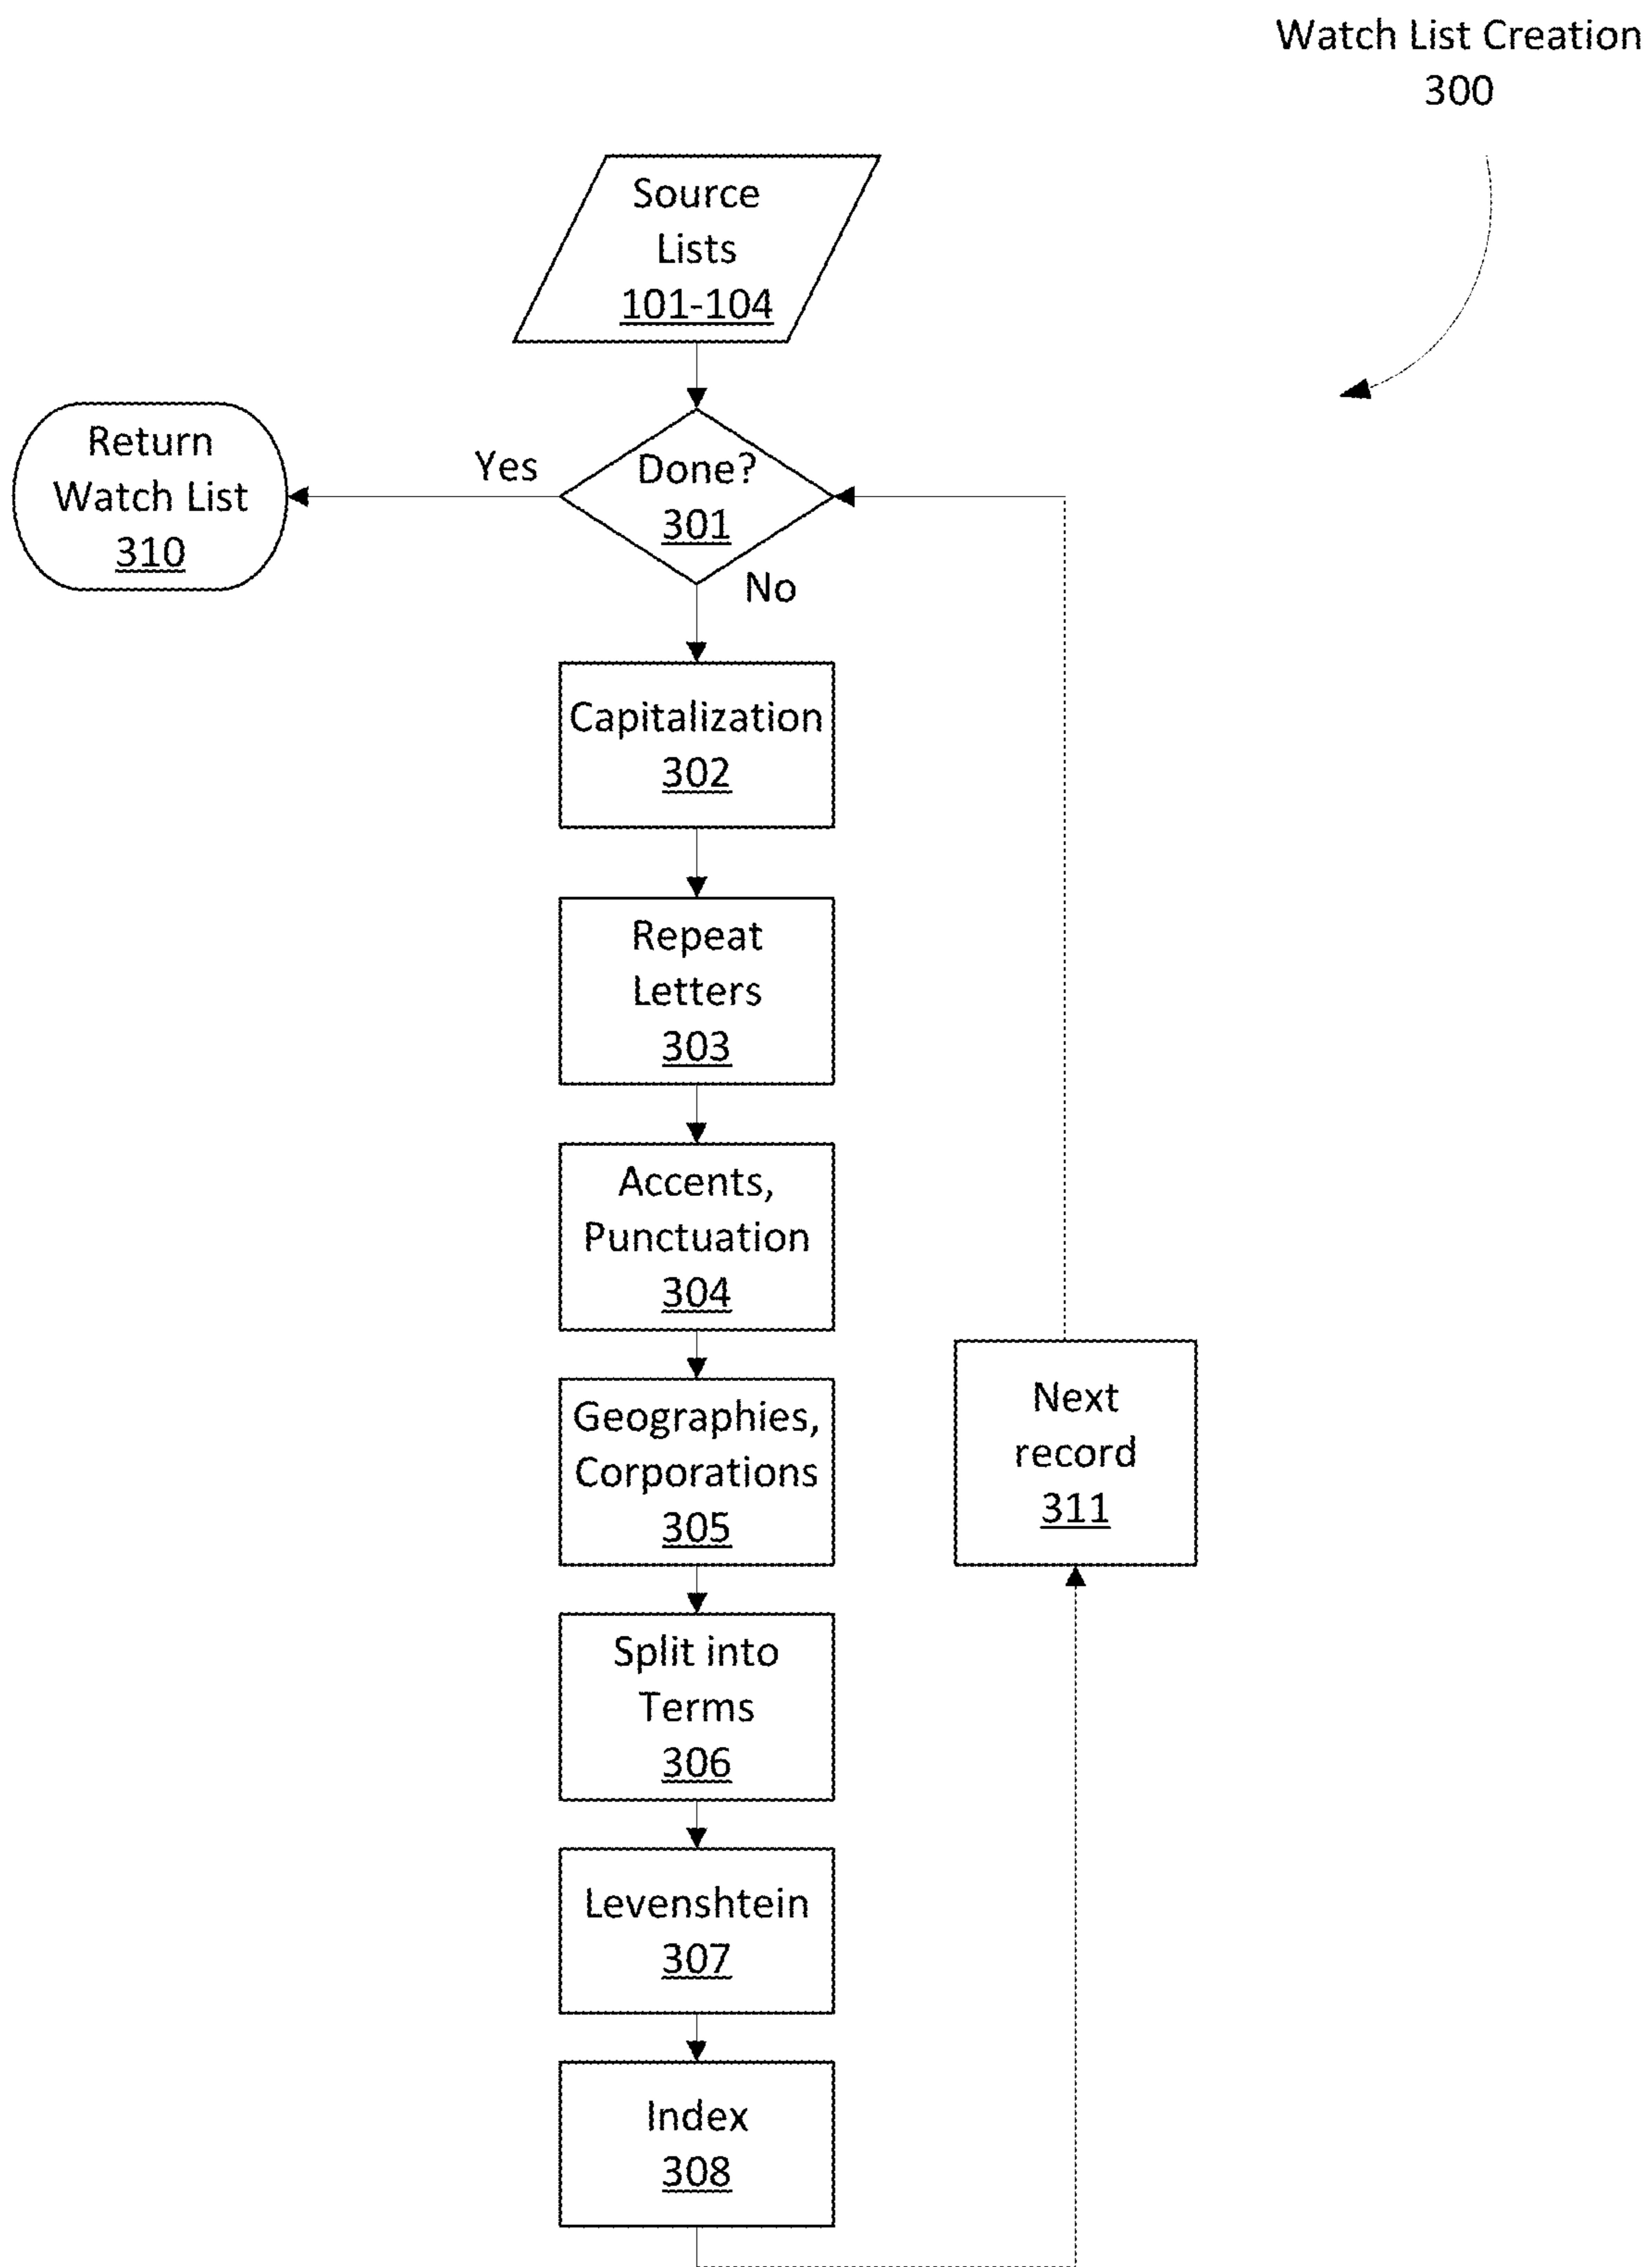 Watch List Creation
300
Source
Lists
101-104
Return
Watch List
310
Yes
Done?
301
No
Capitalization
302
Repeat
Letters
303
Accents,
Punctuation
304
Geographies,
Corporations
305
Next
record
311
Split into
Terms
306
Levenshtein
307
Index
308